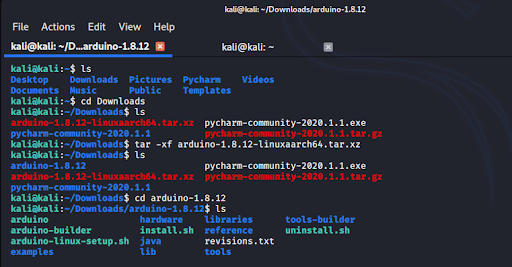 kali@kali: ~/Downloads/arduino-1.8.12
File Actions Edit View Help
kali@kali: ~/D...arduino-1.8.12 kali@kali: ~
kali@kali:~$ ls
Desktop Downloads Pictures Pycharm Videos
Documents Music Public Templates
kali@kali:~$ cd Downloads
kali@kali:~/Downloads$ ls
arduino-1.8.12-linuxaarch64.tar.xz pycharm-community-2020.1.1.exe
pycharm-community-2020.1.1 pycharm-community-2020.1.1.tar.gz
kali@kali:~/Downloads$ tar -xf arduino-1.8.12-linuxaarch64.tar.xz
kali@kali:~/Downloads$ ls
arduino-1.8.12 pycharm-community-2020.1.1.exe
arduino-1.8.12-linuxaarch64.tar.xz pycharm-community-2020.1.1.tar.gz
pycharm-community-2020.1.1
kali@kali:~/Downloads$ cd arduino-1.8.12
kali@kali:~/Downloads/arduino-1.8.12$ ls
arduino hardware libraries tools-builder
arduino-builder install.sh reference uninstall.sh
arduino-linux-setup.sh java revisions.txt
examples lib tools